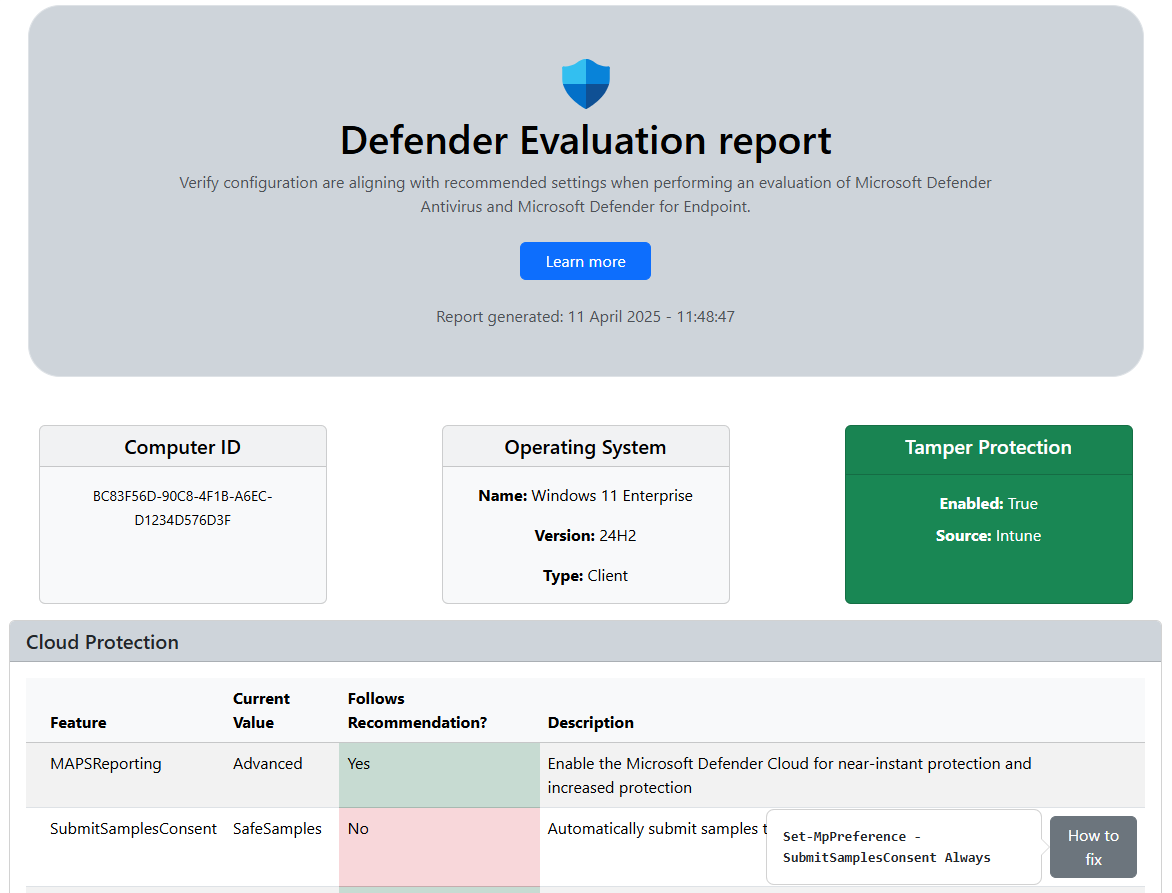 Defender Evaluation report
Verify configuration are aligning with recommended settings when performing an evaluation of Microsoft Defender
Antivirus and Microsoft Defender for Endpoint.
Learn more
Report generated: 11 April 2025 - 11:48:47
Computer ID
BC83F56D-90C8-4F1B-A6EC-
D1234D576D3F
Operating System
Name: Windows 11 Enterprise
Version: 24H2
Type: Client
Tamper Protection
Enabled: True
Source: Intune
Cloud Protection
Feature
Current
Value
Follows
Recommendation?
Description
MAPSReporting
Advanced
Yes
Enable the Microsoft Defender Cloud for near-instant protection and
increased protection
SubmitSamplesConsent
SafeSamples
No
Automatically submit samples
Set-MpPreference -
SubmitSamplesConsent Always
How to
fix